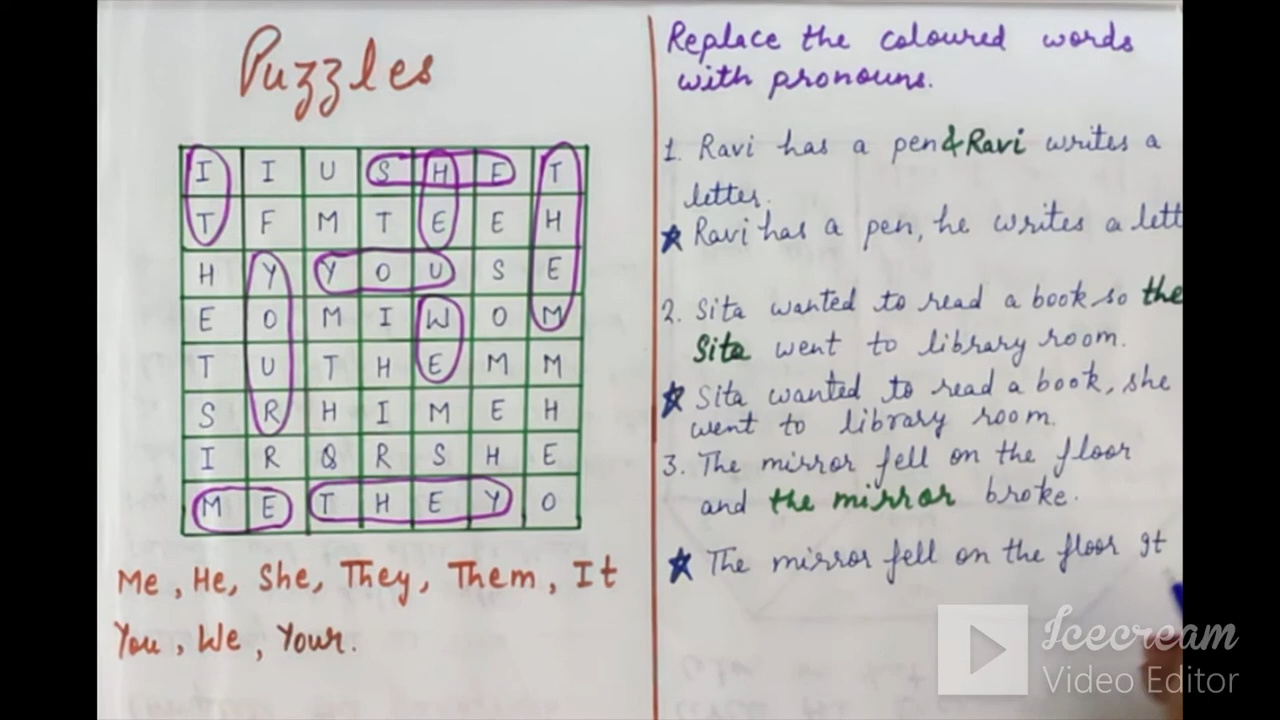 Puzzles
I I U S H E T
T F M T E E H
H Y Y O U S E
E O M I W O M
T U T H E M M
S R H I M E H
I R Q R S H E
M E T H E Y O
Me, He, She, They, Them, It
You, We, Your.
Replace the coloured words
with pronouns.
1. Ravi has a pen & Ravi writes a
letter.
★ Ravi has a pen, he writes a lett
2. Sita wanted to read a book so the
Sita went to library room.
★ Sita wanted to read a book, she
went to library room.
3. The mirror fell on the floor
and the mirror broke.
★ The mirror fell on the floor It
Icecream
Video Editor